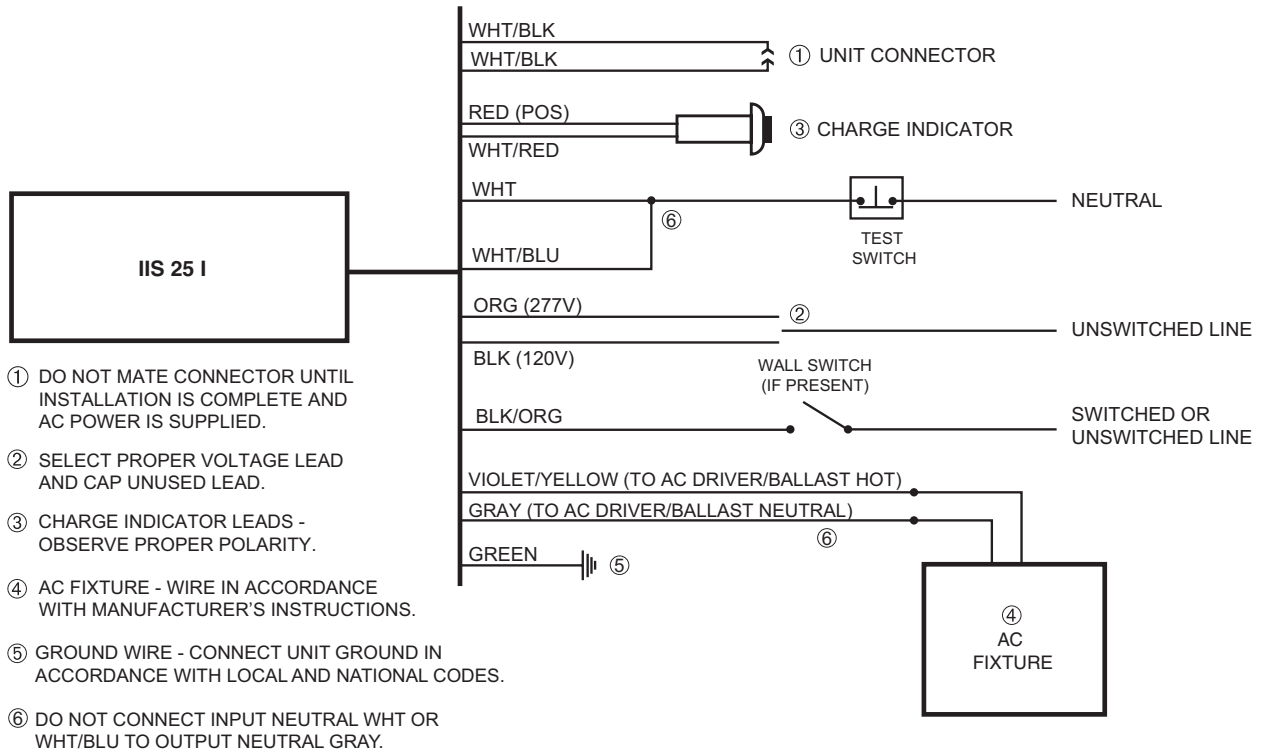 WHT/BLK
WHT/BLK
① UNIT CONNECTOR
RED (POS)
WHT/RED
③ CHARGE INDICATOR
WHT
⑥
TEST
SWITCH
NEUTRAL
WHT/BLU
IIS 25 I
ORG (277V)
②
UNSWITCHED LINE
BLK (120V)
WALL SWITCH
(IF PRESENT)
BLK/ORG
SWITCHED OR
UNSWITCHED LINE
VIOLET/YELLOW (TO AC DRIVER/BALLAST HOT)
GRAY (TO AC DRIVER/BALLAST NEUTRAL)
⑥
GREEN
⑤
④
AC
FIXTURE
① DO NOT MATE CONNECTOR UNTIL
INSTALLATION IS COMPLETE AND
AC POWER IS SUPPLIED.
② SELECT PROPER VOLTAGE LEAD
AND CAP UNUSED LEAD.
③ CHARGE INDICATOR LEADS -
OBSERVE PROPER POLARITY.
④ AC FIXTURE - WIRE IN ACCORDANCE
WITH MANUFACTURER'S INSTRUCTIONS.
⑤ GROUND WIRE - CONNECT UNIT GROUND IN
ACCORDANCE WITH LOCAL AND NATIONAL CODES.
⑥ DO NOT CONNECT INPUT NEUTRAL WHT OR
WHT/BLU TO OUTPUT NEUTRAL GRAY.